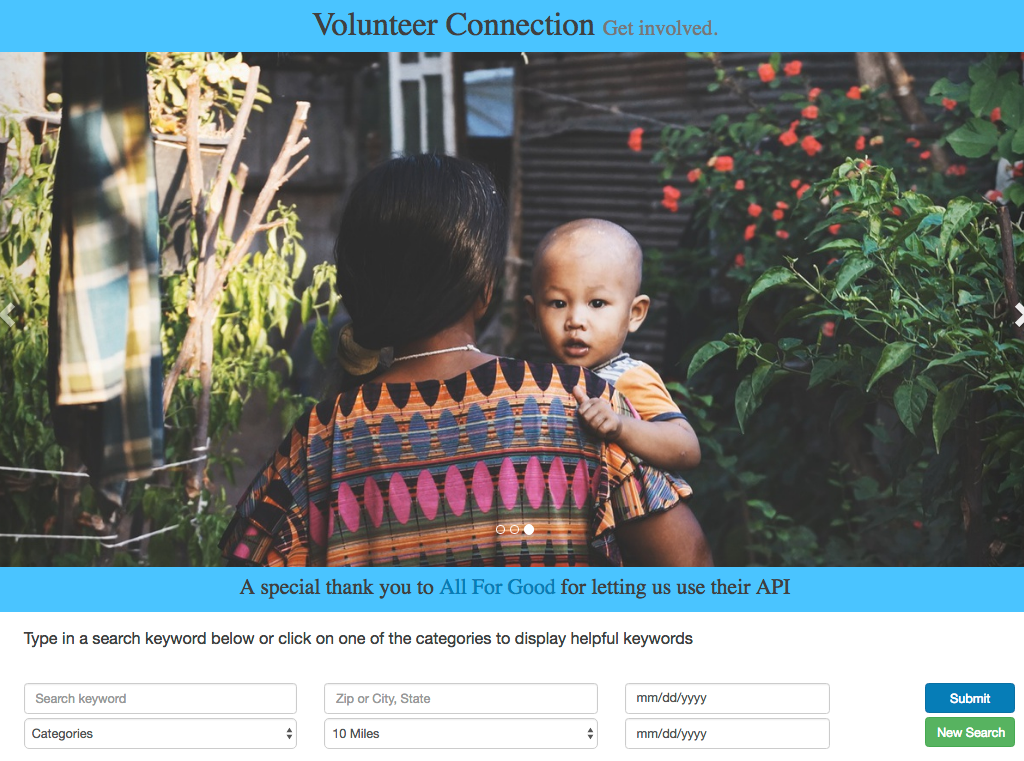 Volunteer Connection Get involved.
A special thank you to All For Good for letting us use their API
Type in a search keyword below or click on one of the categories to display helpful keywords
Search keyword
Zip or City, State
mm/dd/yyyy
Submit
Categories
10 Miles
mm/dd/yyyy
New Search